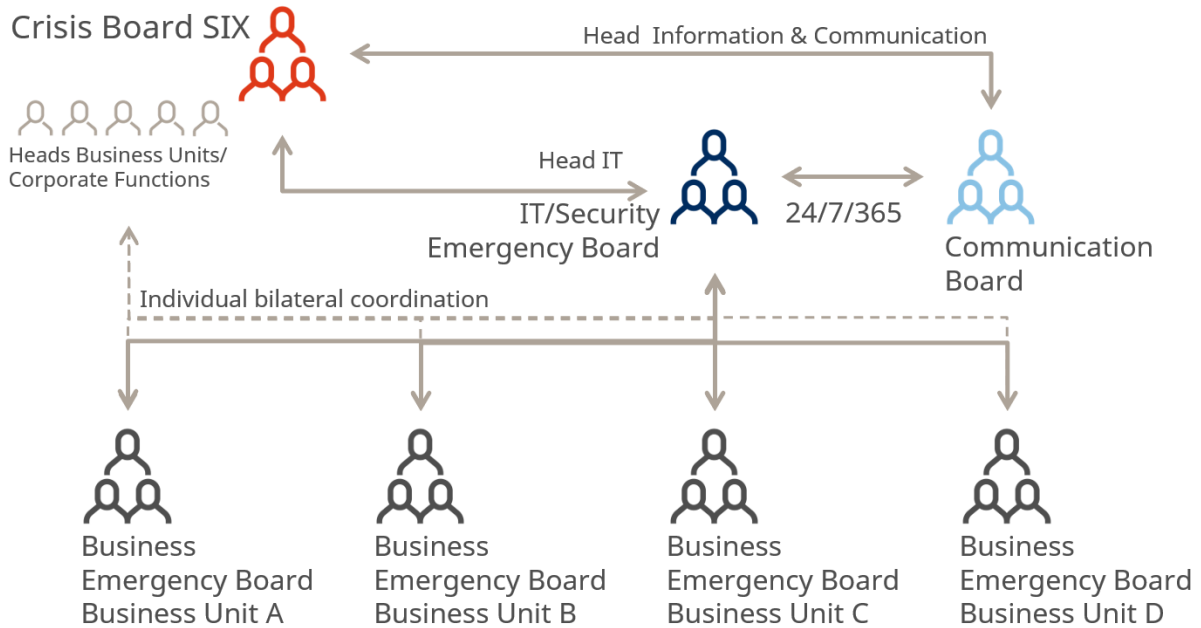 Crisis Board SIX
Head  Information & Communication
Heads Business Units/
Corporate Functions
Head IT
IT/Security
Emergency Board
24/7/365
Communication
Board
Individual bilateral coordination
Business
Emergency Board
Business Unit A
Business
Emergency Board
Business Unit B
Business
Emergency Board
Business Unit C
Business
Emergency Board
Business Unit D